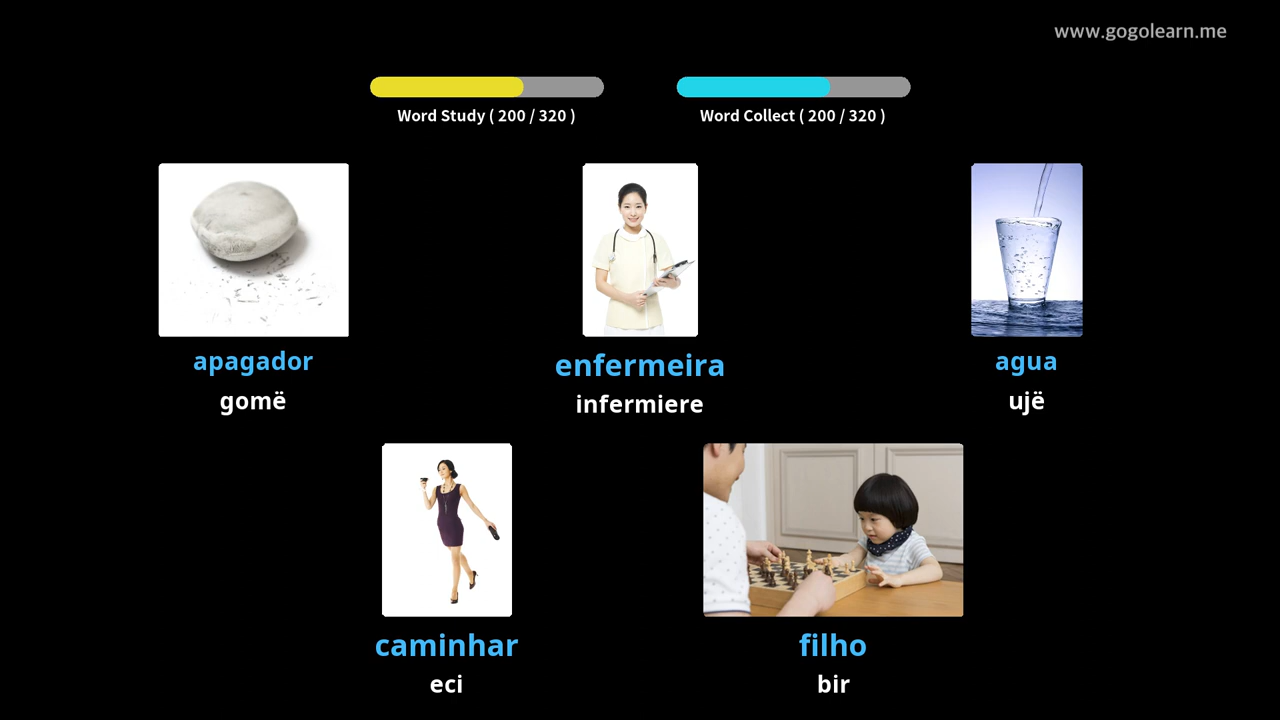 www.gogolearn.me
Word Study ( 200 / 320 )
Word Collect ( 200 / 320 )
apagador
gomë
enfermeira
infermiere
agua
ujë
caminhar
eci
filho
bir